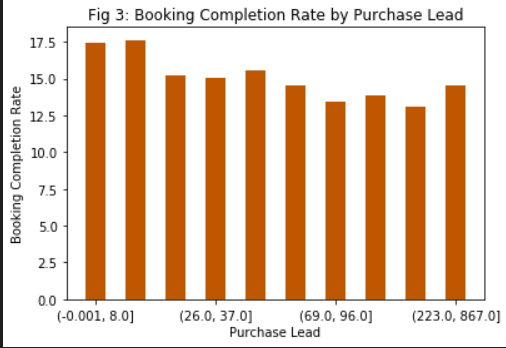 Fig 3: Booking Completion Rate by Purchase Lead
Booking Completion Rate
17.5
15.0
12.5
10.0
7.5
5.0
2.5
0.0
(-0.001, 8.0] (26.0, 37.0] (69.0, 96.0] (223.0, 867.0]
Purchase Lead